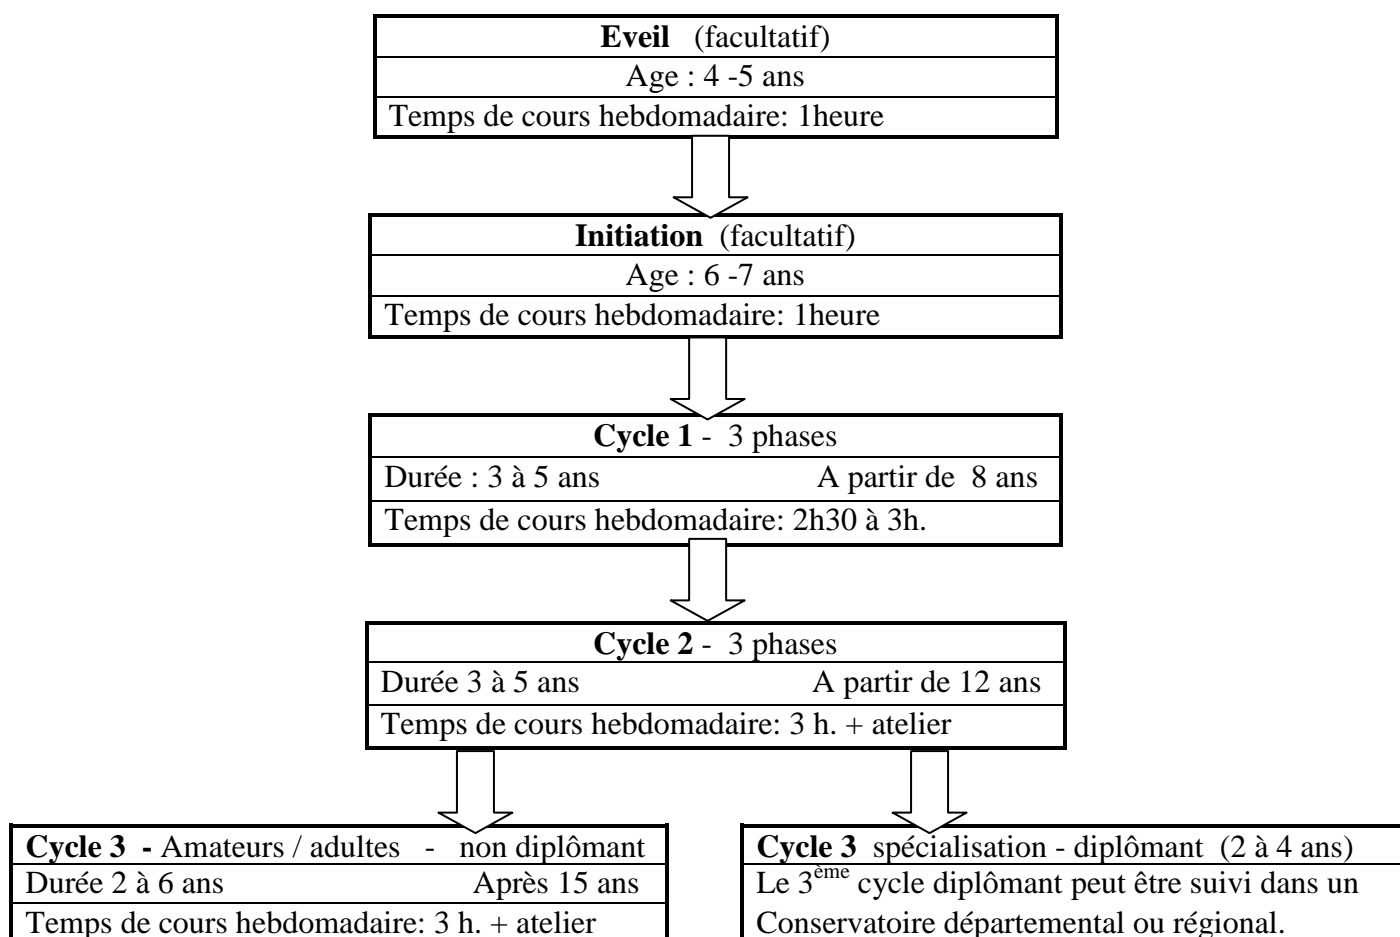 Eveil (facultatif)
Age : 4 -5 ans
Temps de cours hebdomadaire: 1heure
Initiation (facultatif)
Age : 6 -7 ans
Temps de cours hebdomadaire: 1heure
Cycle 1 - 3 phases
Durée : 3 à 5 ans A partir de 8 ans
Temps de cours hebdomadaire: 2h30 à 3h.
Cycle 2 - 3 phases
Durée 3 à 5 ans A partir de 12 ans
Temps de cours hebdomadaire: 3 h. + atelier
Cycle 3 - Amateurs / adultes - non diplômant
Durée 2 à 6 ans Après 15 ans
Temps de cours hebdomadaire: 3 h. + atelier
Cycle 3 spécialisation - diplômant (2 à 4 ans)
Le 3ème cycle diplômant peut être suivi dans un
Conservatoire départemental ou régional.